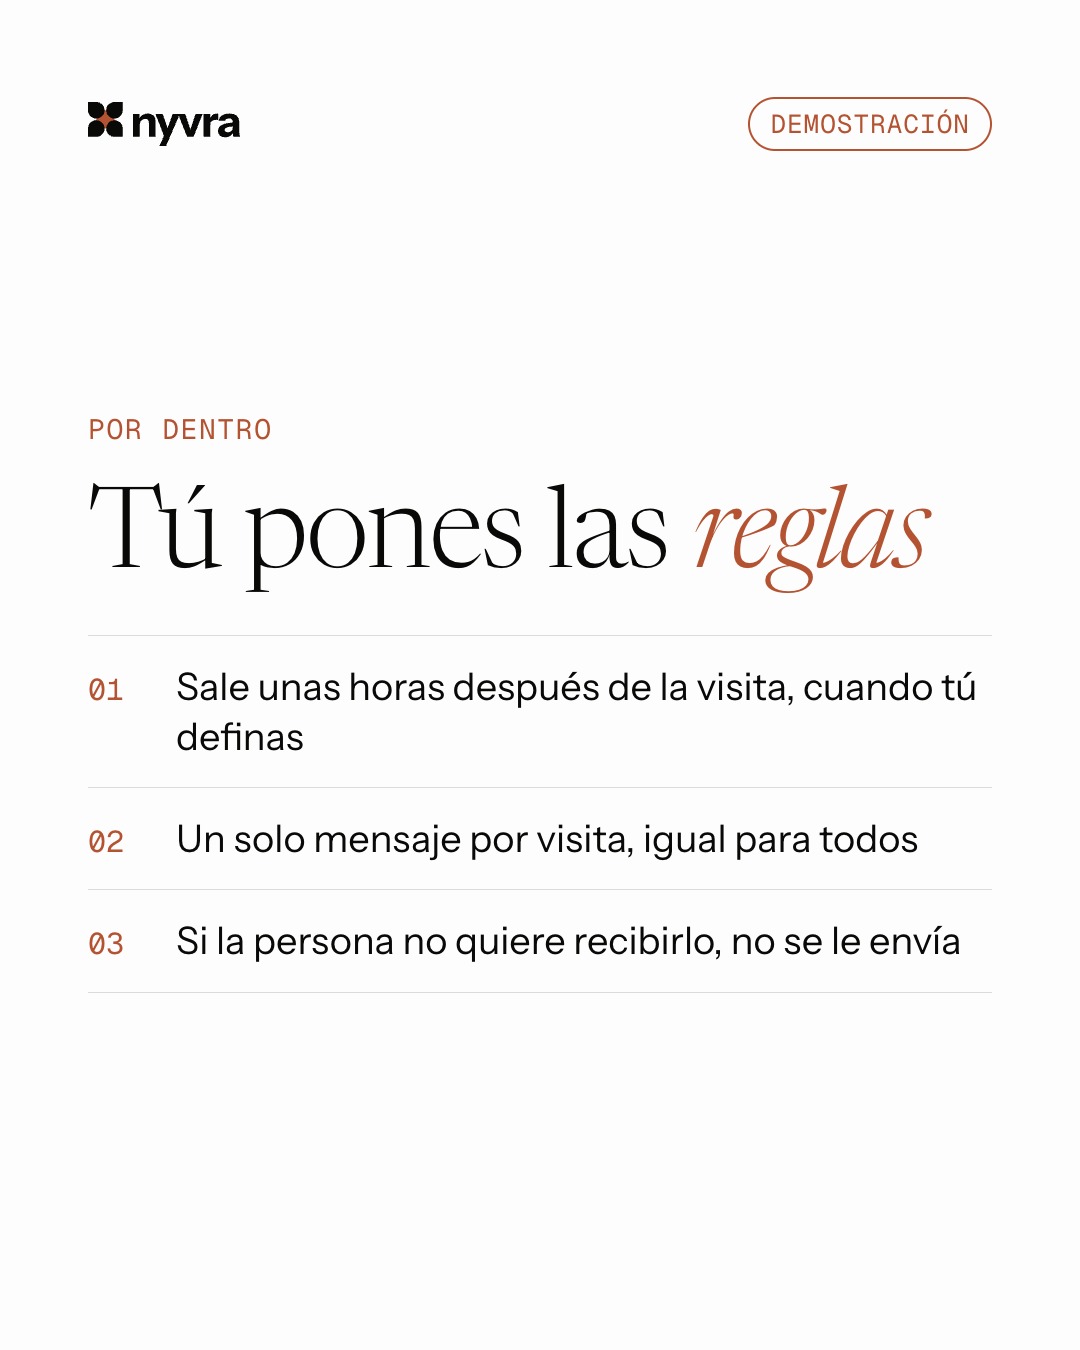 nyvra
DEMOSTRACIÓN
POR DENTRO
Tú pones las reglas
01 Sale unas horas después de la visita, cuando tú
definas
02 Un solo mensaje por visita, igual para todos
03 Si la persona no quiere recibirlo, no se le envía